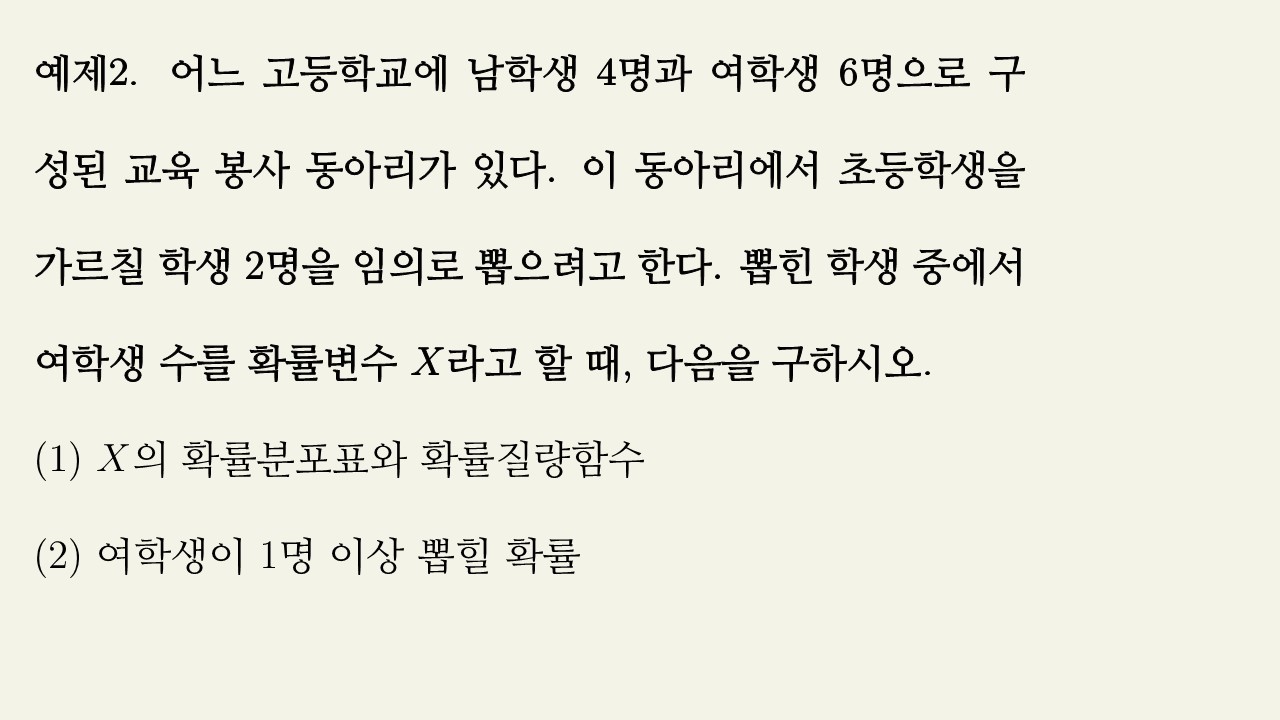 예제2. 어느 고등학교에 남학생 4명과 여학생 6명으로 구
성된 교육 봉사 동아리가 있다. 이 동아리에서 초등학생을
가르칠 학생 2명을 임의로 뽑으려고 한다. 뽑힌 학생 중에서
여학생 수를 확률변수 X라고 할 때, 다음을 구하시오.
(1) X의 확률분포표와 확률질량함수
(2) 여학생이 1명 이상 뽑힐 확률